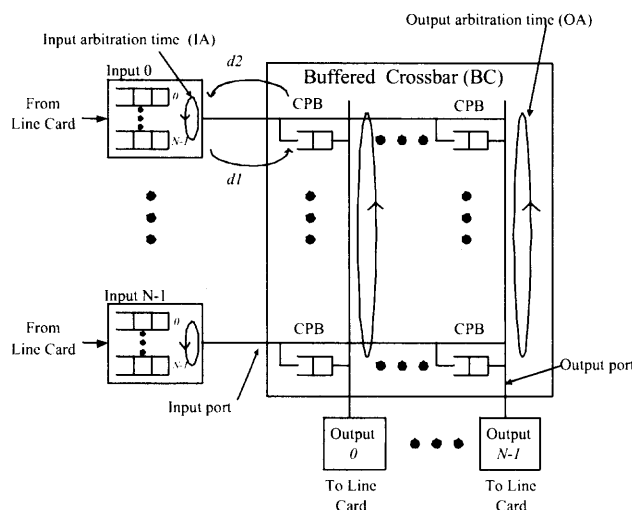 Output arbitration time (OA)
Input arbitration time (IA)
d2
Input 0
Buffered Crossbar (BC)
CPB
CPB
From
Line Card
0
N-1
d1
Input N-1
From
Line Card
0
N-1
CPB
CPB
Input port
Output port
Output
0
Output
N-1
To Line
Card
To Line
Card